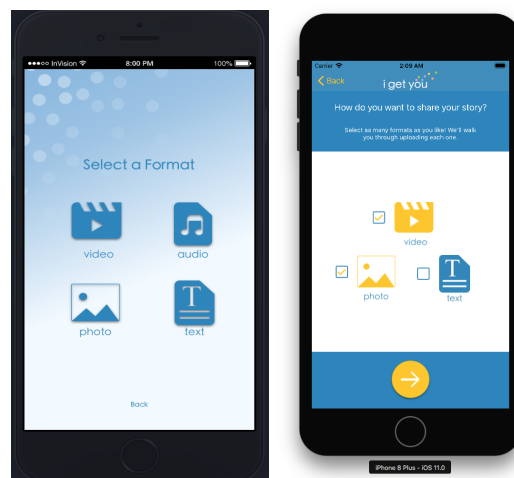 InVision
8:00 PM
100%
Select a Format
video
audio
photo
T
text
Back
Carrier
2:09 AM
Back
i get you
How do you want to share your story?
Select as many formats as you like! We'll walk
you through uploading each one.
video
photo
T
text
iPhone 8 Plus - iOS 11.0